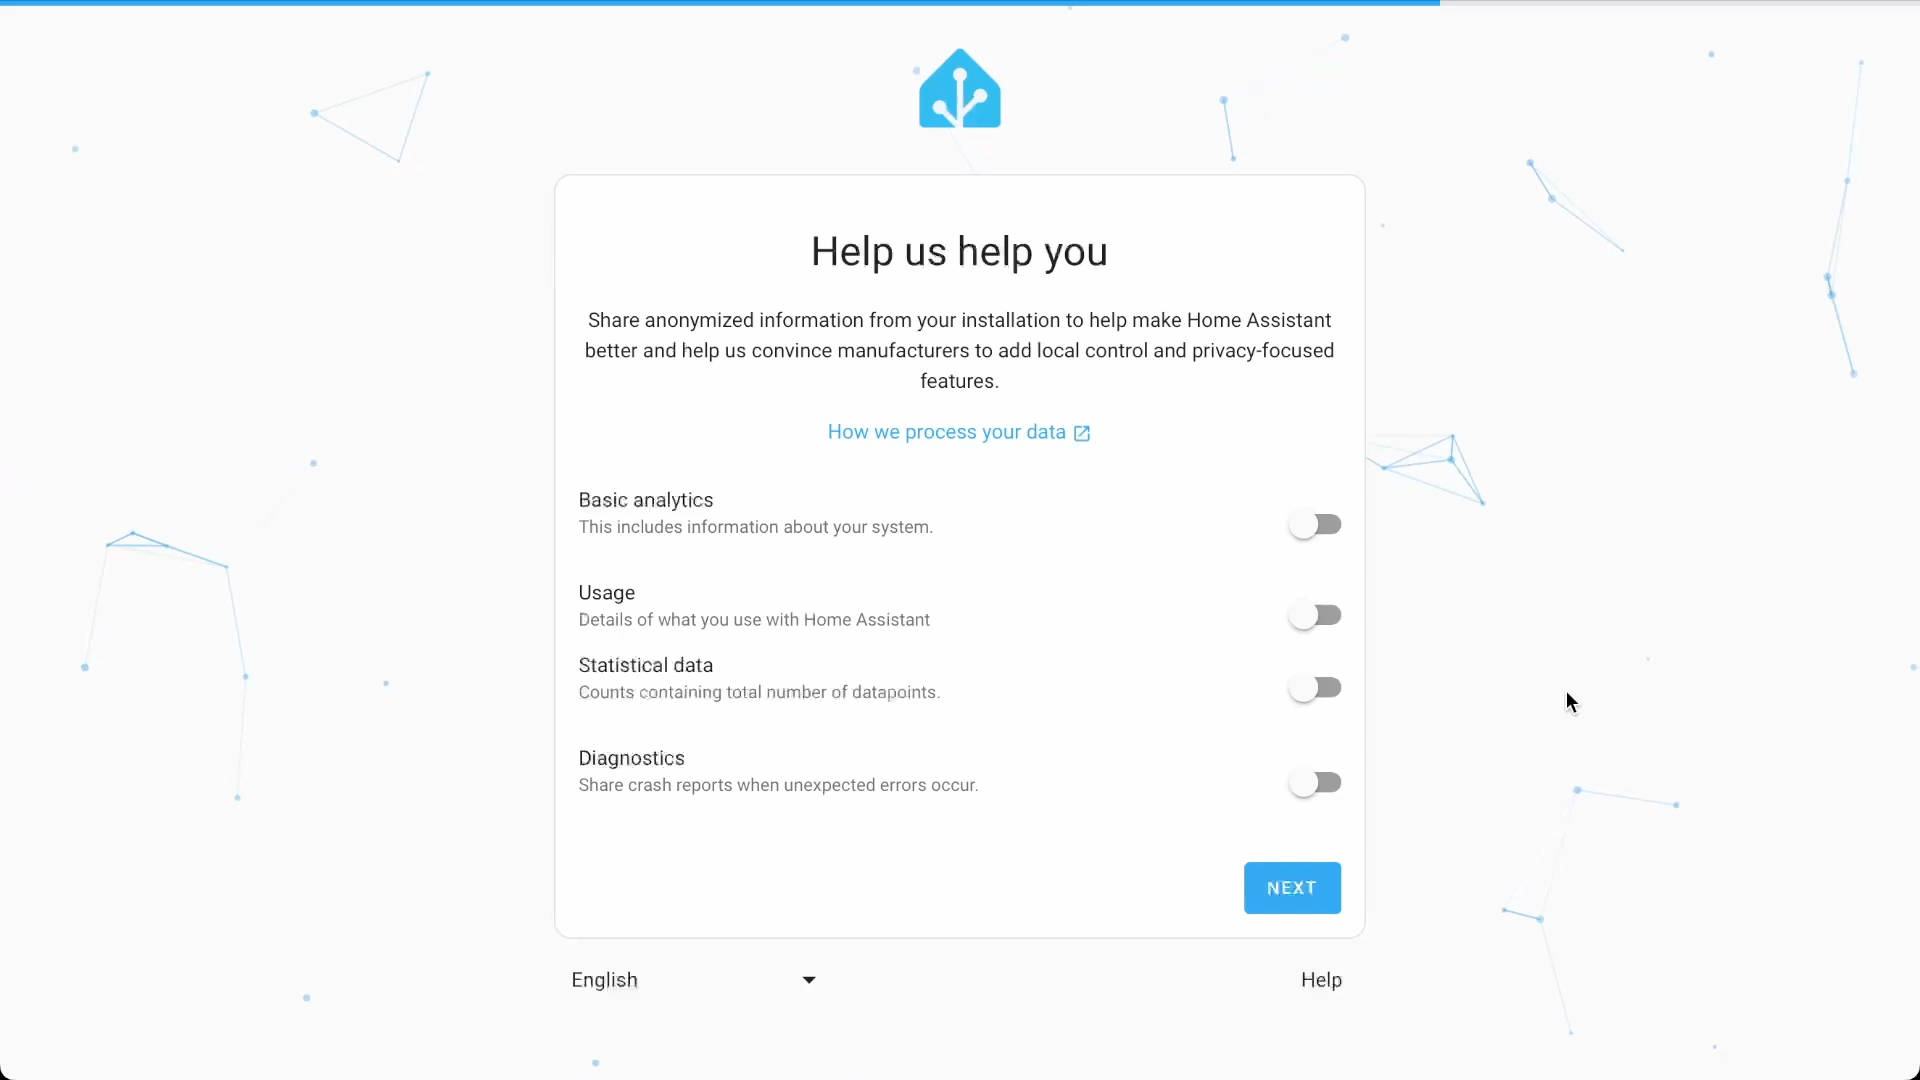 Help us help you
Share anonymized information from your installation to help make Home Assistant
better and help us convince manufacturers to add local control and privacy-focused
features.
How we process your data
Basic analytics
This includes information about your system.
Usage
Details of what you use with Home Assistant
Statistical data
Counts containing total number of datapoints.
Diagnostics
Share crash reports when unexpected errors occur.
NEXT
English
Help